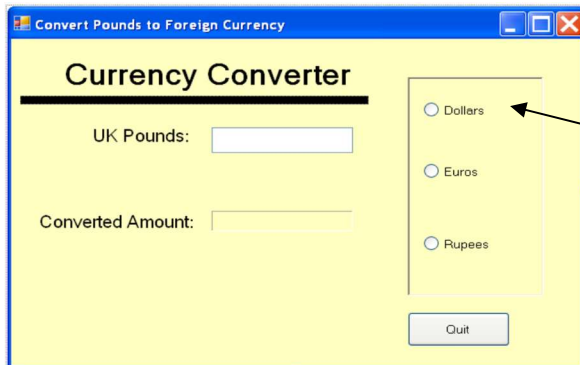 Convert Pounds to Foreign Currency
Currency Converter
UK Pounds:
Converted Amount:
Dollars
Euros
Rupees
Quit